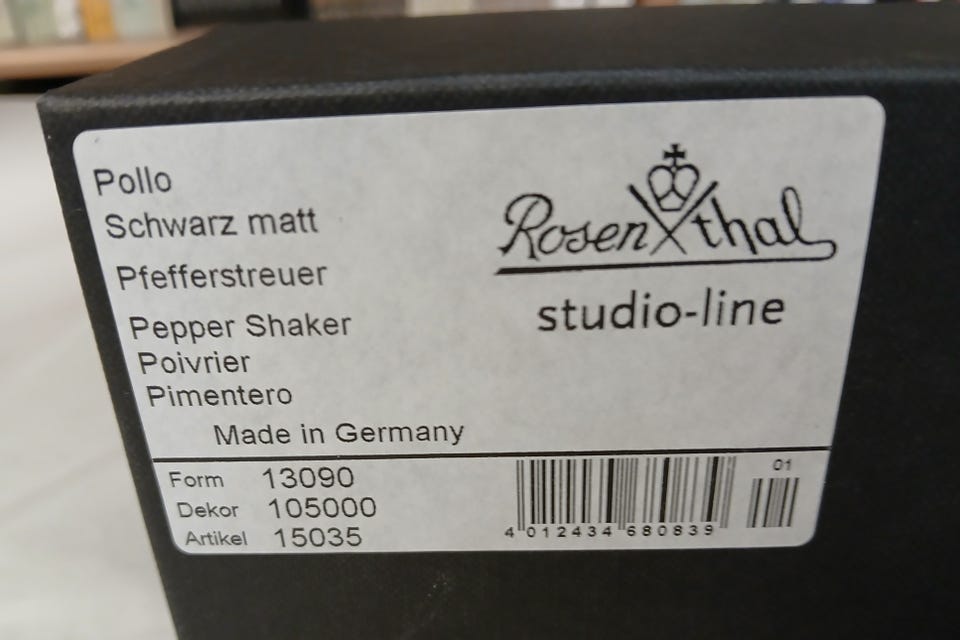 Pollo
Schwarz matt
Pfefferstreuer
Pepper Shaker
Poivrier
Pimentero
Made in Germany
Rosenthal
studio-line
Form 13090
Dekor 105000
Artikel 15035
4 012434 680839
01